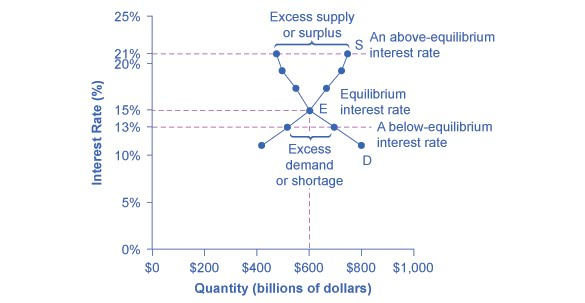 25%
Excess supply
or surplus
S
An above-equilibrium
interest rate
21%
20%
Interest Rate (%)
Equilibrium
interest rate
E
15%
13%
A below-equilibrium
interest rate
Excess
demand
or shortage
D
10%
5%
0%
$0 $200 $400 $600 $800 $1,000
Quantity (billions of dollars)